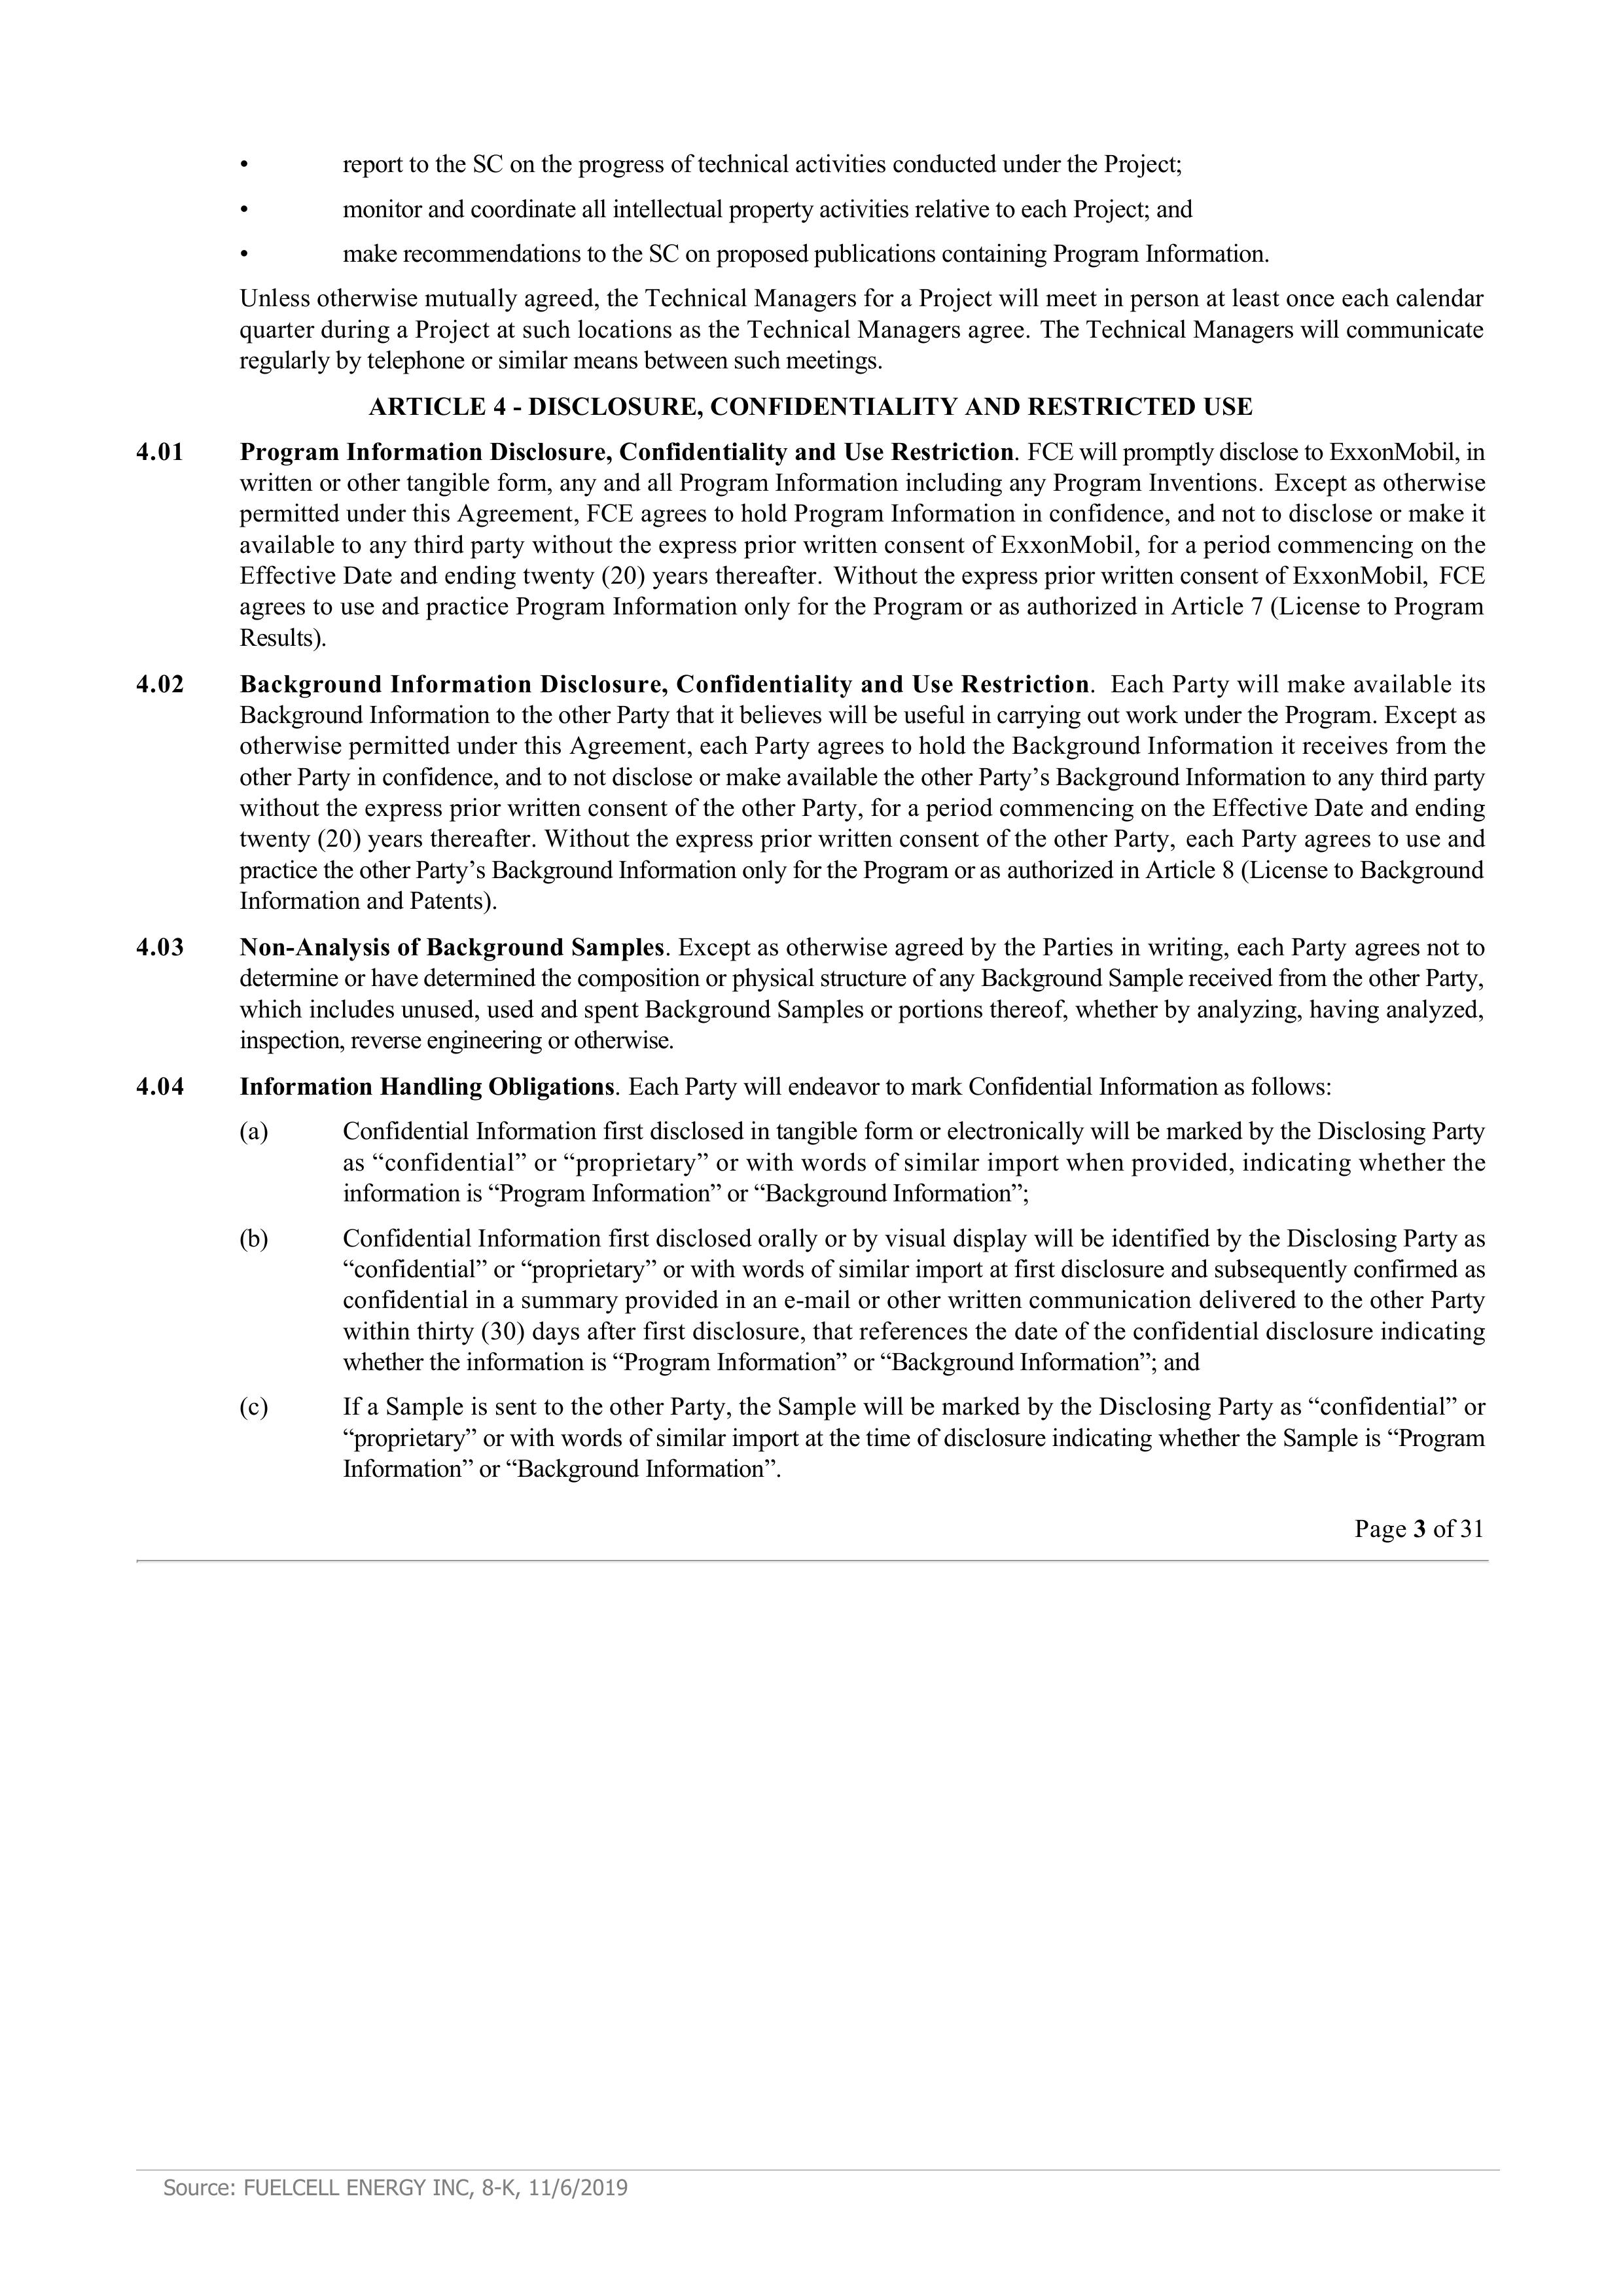 • report to the SC on the progress of technical activities conducted under the Project;
• monitor and coordinate all intellectual property activities relative to each Project; and
• make recommendations to the SC on proposed publications containing Program Information.
Unless otherwise mutually agreed, the Technical Managers for a Project will meet in person at least once each calendar
quarter during a Project at such locations as the Technical Managers agree. The Technical Managers will communicate
regularly by telephone or similar means between such meetings.
ARTICLE 4 - DISCLOSURE, CONFIDENTIALITY AND RESTRICTED USE
4.01 Program Information Disclosure, Confidentiality and Use Restriction. FCE will promptly disclose to ExxonMobil, in
written or other tangible form, any and all Program Information including any Program Inventions. Except as otherwise
permitted under this Agreement, FCE agrees to hold Program Information in confidence, and not to disclose or make it
available to any third party without the express prior written consent of ExxonMobil, for a period commencing on the
Effective Date and ending twenty (20) years thereafter. Without the express prior written consent of ExxonMobil, FCE
agrees to use and practice Program Information only for the Program or as authorized in Article 7 (License to Program
Results).
4.02 Background Information Disclosure, Confidentiality and Use Restriction. Each Party will make available its
Background Information to the other Party that it believes will be useful in carrying out work under the Program. Except as
otherwise permitted under this Agreement, each Party agrees to hold the Background Information it receives from the
other Party in confidence, and to not disclose or make available the other Party’s Background Information to any third party
without the express prior written consent of the other Party, for a period commencing on the Effective Date and ending
twenty (20) years thereafter. Without the express prior written consent of the other Party, each Party agrees to use and
practice the other Party’s Background Information only for the Program or as authorized in Article 8 (License to Background
Information and Patents).
4.03 Non-Analysis of Background Samples. Except as otherwise agreed by the Parties in writing, each Party agrees not to
determine or have determined the composition or physical structure of any Background Sample received from the other Party,
which includes unused, used and spent Background Samples or portions thereof, whether by analyzing, having analyzed,
inspection, reverse engineering or otherwise.
4.04 Information Handling Obligations. Each Party will endeavor to mark Confidential Information as follows:
(a) Confidential Information first disclosed in tangible form or electronically will be marked by the Disclosing Party
as “confidential” or “proprietary” or with words of similar import when provided, indicating whether the
information is “Program Information” or “Background Information”;
(b) Confidential Information first disclosed orally or by visual display will be identified by the Disclosing Party as
“confidential” or “proprietary” or with words of similar import at first disclosure and subsequently confirmed as
confidential in a summary provided in an e-mail or other written communication delivered to the other Party
within thirty (30) days after first disclosure, that references the date of the confidential disclosure indicating
whether the information is “Program Information” or “Background Information”; and
(c) If a Sample is sent to the other Party, the Sample will be marked by the Disclosing Party as “confidential” or
“proprietary” or with words of similar import at the time of disclosure indicating whether the Sample is “Program
Information” or “Background Information”.
Page 3 of 31
Source: FUELCELL ENERGY INC, 8-K, 11/6/2019